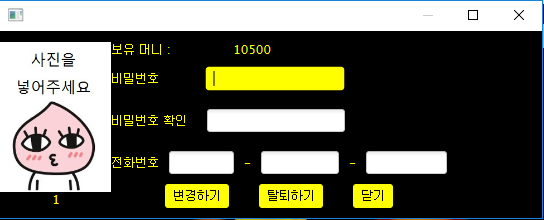 사진을
넣어주세요
1
보유 머니 : 10500
비밀번호
비밀번호 확인
전화번호 - -
변경하기 탈퇴하기 닫기